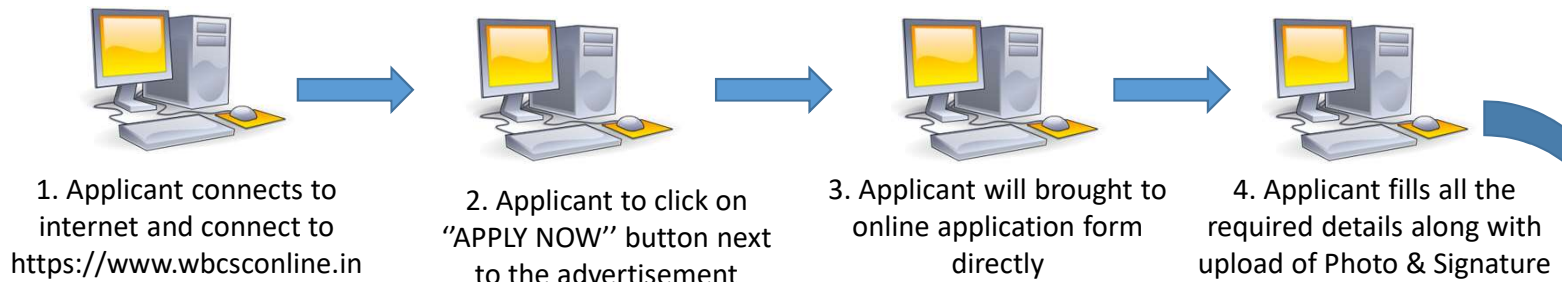 1. Applicant connects to
internet and connect to
https://www.wbcsconline.in
2. Applicant to click on
‘’APPLY NOW’’ button next
to the advertisement
3. Applicant will brought to
online application form
directly
4. Applicant fills all the
required details along with
upload of Photo & Signature